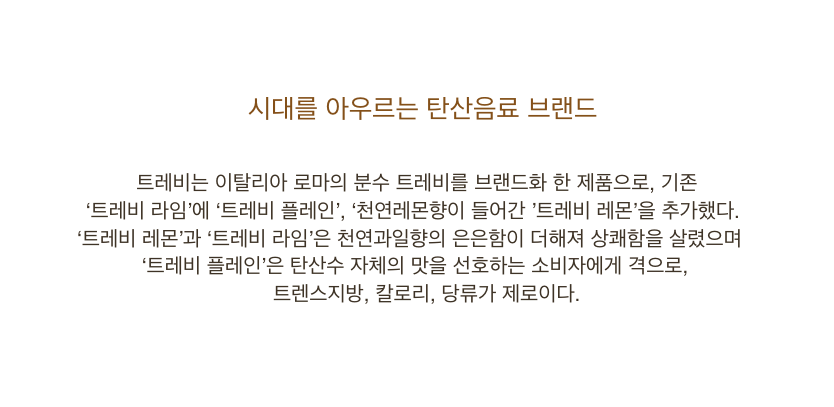 시대를 아우르는 탄산음료 브랜드
트레비는 이탈리아 로마의 분수 트레비를 브랜드화 한 제품으로, 기존
‘트레비 라임’에 ‘트레비 플레인’, ‘천연레몬향이 들어간 ’트레비 레몬’을 추가했다.
‘트레비 레몬’과 ‘트레비 라임’은 천연과일향의 은은함이 더해져 상쾌함을 살렸으며
‘트레비 플레인’은 탄산수 자체의 맛을 선호하는 소비자에게 격으로,
트렌스지방, 칼로리, 당류가 제로이다.